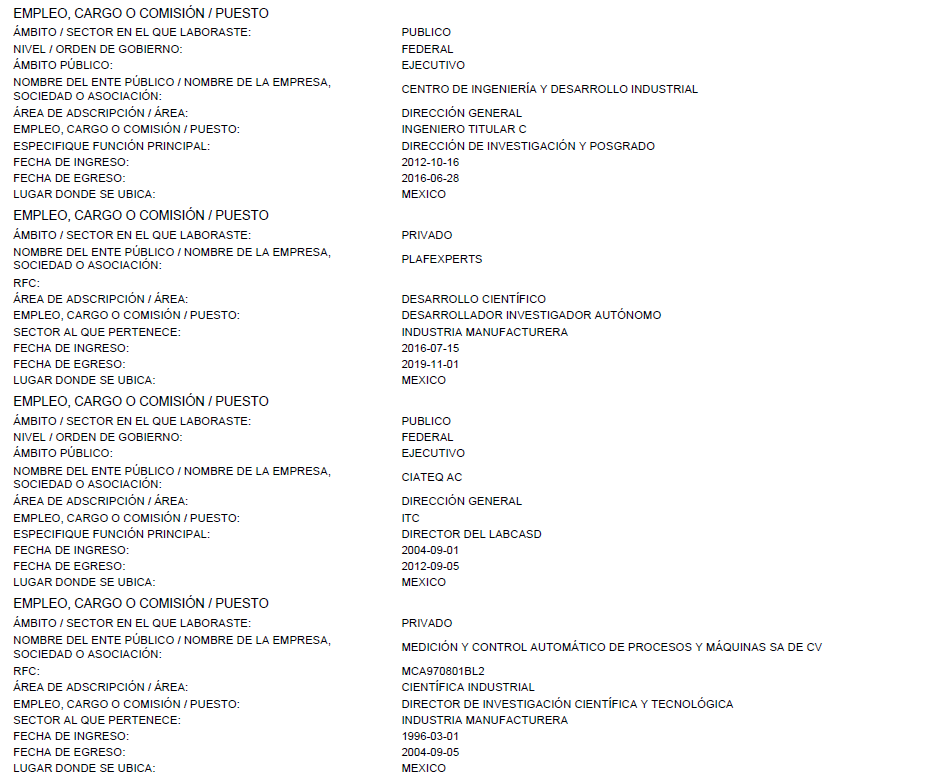 EMPLEO, CARGO O COMISIÓN / PUESTO
ÁMBITO / SECTOR EN EL QUE LABORASTE: PUBLICO
NIVEL / ORDEN DE GOBIERNO: FEDERAL
ÁMBITO PÚBLICO: EJECUTIVO
NOMBRE DEL ENTE PÚBLICO / NOMBRE DE LA EMPRESA,
SOCIEDAD O ASOCIACIÓN: CENTRO DE INGENIERÍA Y DESARROLLO INDUSTRIAL
ÁREA DE ADSCRIPCIÓN / ÁREA: DIRECCIÓN GENERAL
EMPLEO, CARGO O COMISIÓN / PUESTO: INGENIERO TITULAR C
ESPECIFIQUE FUNCIÓN PRINCIPAL: DIRECCIÓN DE INVESTIGACIÓN Y POSGRADO
FECHA DE INGRESO: 2012-10-16
FECHA DE EGRESO: 2016-06-28
LUGAR DONDE SE UBICA: MEXICO
EMPLEO, CARGO O COMISIÓN / PUESTO
ÁMBITO / SECTOR EN EL QUE LABORASTE: PRIVADO
NOMBRE DEL ENTE PÚBLICO / NOMBRE DE LA EMPRESA,
SOCIEDAD O ASOCIACIÓN: PLAFEXPERTS
RFC:
ÁREA DE ADSCRIPCIÓN / ÁREA: DESARROLLO CIENTÍFICO
EMPLEO, CARGO O COMISIÓN / PUESTO: DESARROLLADOR INVESTIGADOR AUTÓNOMO
SECTOR AL QUE PERTENECE: INDUSTRIA MANUFACTURERA
FECHA DE INGRESO: 2016-07-15
FECHA DE EGRESO: 2019-11-01
LUGAR DONDE SE UBICA: MEXICO
EMPLEO, CARGO O COMISIÓN / PUESTO
ÁMBITO / SECTOR EN EL QUE LABORASTE: PUBLICO
NIVEL / ORDEN DE GOBIERNO: FEDERAL
ÁMBITO PÚBLICO: EJECUTIVO
NOMBRE DEL ENTE PÚBLICO / NOMBRE DE LA EMPRESA,
SOCIEDAD O ASOCIACIÓN: CIATEQ AC
ÁREA DE ADSCRIPCIÓN / ÁREA: DIRECCIÓN GENERAL
EMPLEO, CARGO O COMISIÓN / PUESTO: ITC
ESPECIFIQUE FUNCIÓN PRINCIPAL: DIRECTOR DEL LABCASD
FECHA DE INGRESO: 2004-09-01
FECHA DE EGRESO: 2012-09-05
LUGAR DONDE SE UBICA: MEXICO
EMPLEO, CARGO O COMISIÓN / PUESTO
ÁMBITO / SECTOR EN EL QUE LABORASTE: PRIVADO
NOMBRE DEL ENTE PÚBLICO / NOMBRE DE LA EMPRESA,
SOCIEDAD O ASOCIACIÓN: MEDICIÓN Y CONTROL AUTOMÁTICO DE PROCESOS Y MÁQUINAS SA DE CV
RFC: MCA970801BL2
ÁREA DE ADSCRIPCIÓN / ÁREA: CIENTÍFICA INDUSTRIAL
EMPLEO, CARGO O COMISIÓN / PUESTO: DIRECTOR DE INVESTIGACIÓN CIENTÍFICA Y TECNOLÓGICA
SECTOR AL QUE PERTENECE: INDUSTRIA MANUFACTURERA
FECHA DE INGRESO: 1996-03-01
FECHA DE EGRESO: 2004-09-05
LUGAR DONDE SE UBICA: MEXICO